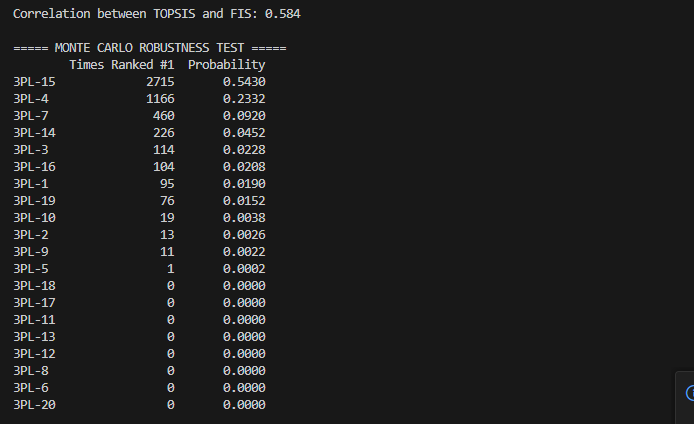 Correlation between TOPSIS and FIS: 0.584
===== MONTE CARLO ROBUSTNESS TEST =====
Times Ranked #1 Probability
3PL-15 2715 0.5430
3PL-4 1166 0.2332
3PL-7 460 0.0920
3PL-14 226 0.0452
3PL-3 114 0.0228
3PL-16 104 0.0208
3PL-1 95 0.0190
3PL-19 76 0.0152
3PL-10 19 0.0038
3PL-2 13 0.0026
3PL-9 11 0.0022
3PL-5 1 0.0002
3PL-18 0 0.0000
3PL-17 0 0.0000
3PL-11 0 0.0000
3PL-13 0 0.0000
3PL-12 0 0.0000
3PL-8 0 0.0000
3PL-6 0 0.0000
3PL-20 0 0.0000